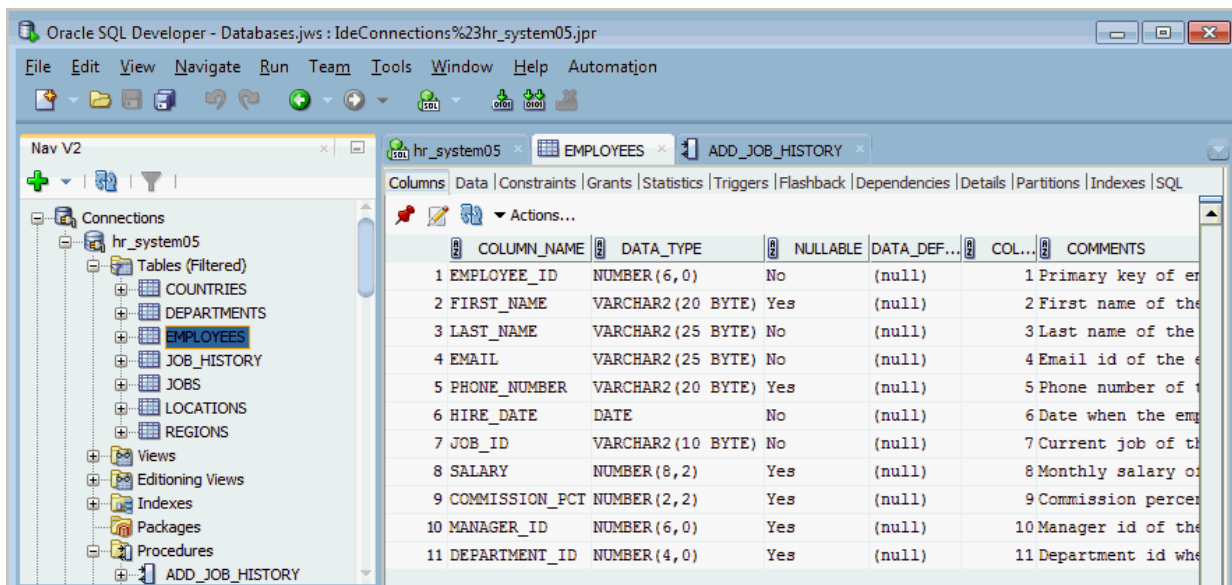 Oracle SQL Developer - Databases.jws : IdeConnections%23hr_system05.jpr
File Edit View Navigate Run Team Tools Window Help Automation
Nav V2
Connections
hr_system05
Tables (Filtered)
COUNTRIES
DEPARTMENTS
EMPLOYEES
JOB_HISTORY
JOBS
LOCATIONS
REGIONS
Views
Editioning Views
Indexes
Packages
Procedures
ADD_JOB_HISTORY
hr_system05 EMPLOYEES ADD_JOB_HISTORY
Columns Data |Constraints |Grants |Statistics |Triggers |Flashback |Dependencies |Details |Partitions |Indexes |SQL
Actions...
COLUMN_NAME DATA_TYPE NULLABLE DATA_DEF... COL... COMMENTS
1 EMPLOYEE_ID NUMBER(6,0) No (null) 1 Primary key of
2 FIRST_NAME VARCHAR2(20 BYTE) Yes (null) 2 First name of the
3 LAST_NAME VARCHAR2(25 BYTE) No (null) 3 Last name of the
4 EMAIL VARCHAR2(25 BYTE) No (null) 4 Email id of the
5 PHONE_NUMBER VARCHAR2(20 BYTE) Yes (null) 5 Phone number of
6 HIRE_DATE DATE No (null) 6 Date when the
7 JOB_ID VARCHAR2(10 BYTE) No (null) 7 Current job of
8 SALARY NUMBER(8,2) Yes (null) 8 Monthly salary
9 COMMISSION_PCT NUMBER(2,2) Yes (null) 9 Commission
10 MANAGER_ID NUMBER(6,0) Yes (null) 10 Manager id of the
11 DEPARTMENT_ID NUMBER(4,0) Yes (null) 11 Department id